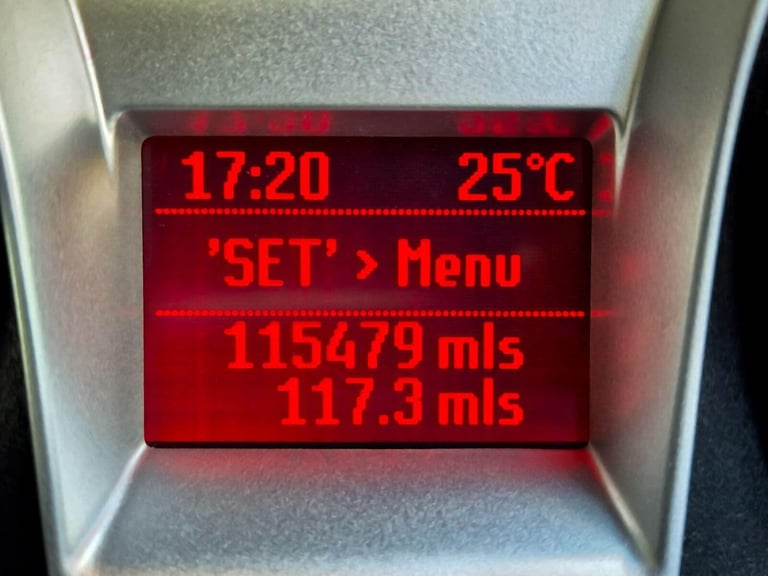 17:20 25°C
'SET' > Menu
115479 mls
117.3 mls